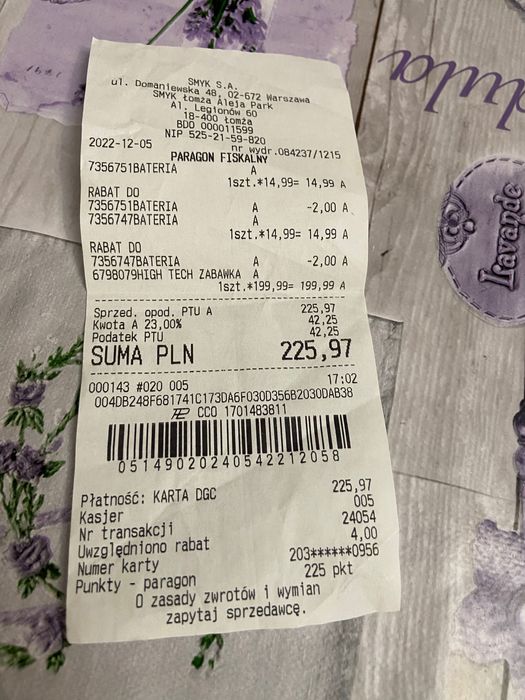 SMYK S.A.
ul. Domaniewska 48, 02-672 Warszawa
SMYK Łomża Aleja Park
Al. Legionów 60
18-400 Łomża
BDO 000011599
NIP 525-21-59-820
2022-12-05 nr wydr.084237/1215
PARAGON FISKALNY
7356751BATERIA A
1szt.*14,99= 14,99 A
RABAT DO
7356751BATERIA A -2,00 A
7356747BATERIA A
1szt.*14,99= 14,99 A
RABAT DO
7356747BATERIA A -2,00 A
6798079HIGH TECH ZABAWKA A
1szt.*199,99= 199,99 A
Sprzed. opod. PTU A 225,97
Kwota A 23,00% 42,25
Podatek PTU 42,25
SUMA PLN 225,97
000143 #020 005 17:02
004DB248F681741C173DA6F030D356B2030DAB38
CCO 1701483811
05149020240542212058
Płatność: KARTA DGC 225,97
Kasjer 005
Nr transakcji 24054
Uwzględniono rabat 4,00
Numer karty 203******0956
Punkty - paragon 225 pkt
O zasady zwrotów i wymian
zapytaj sprzedawcę.
Lavande
1971